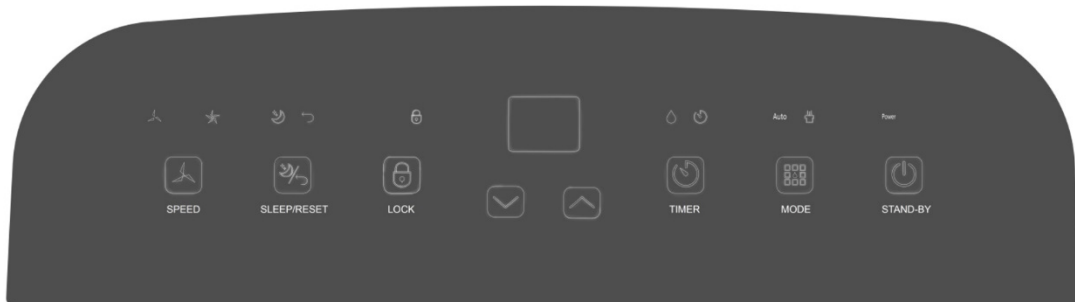 Auto
Power
SPEED
SLEEP/RESET
LOCK
TIMER
MODE
STAND-BY